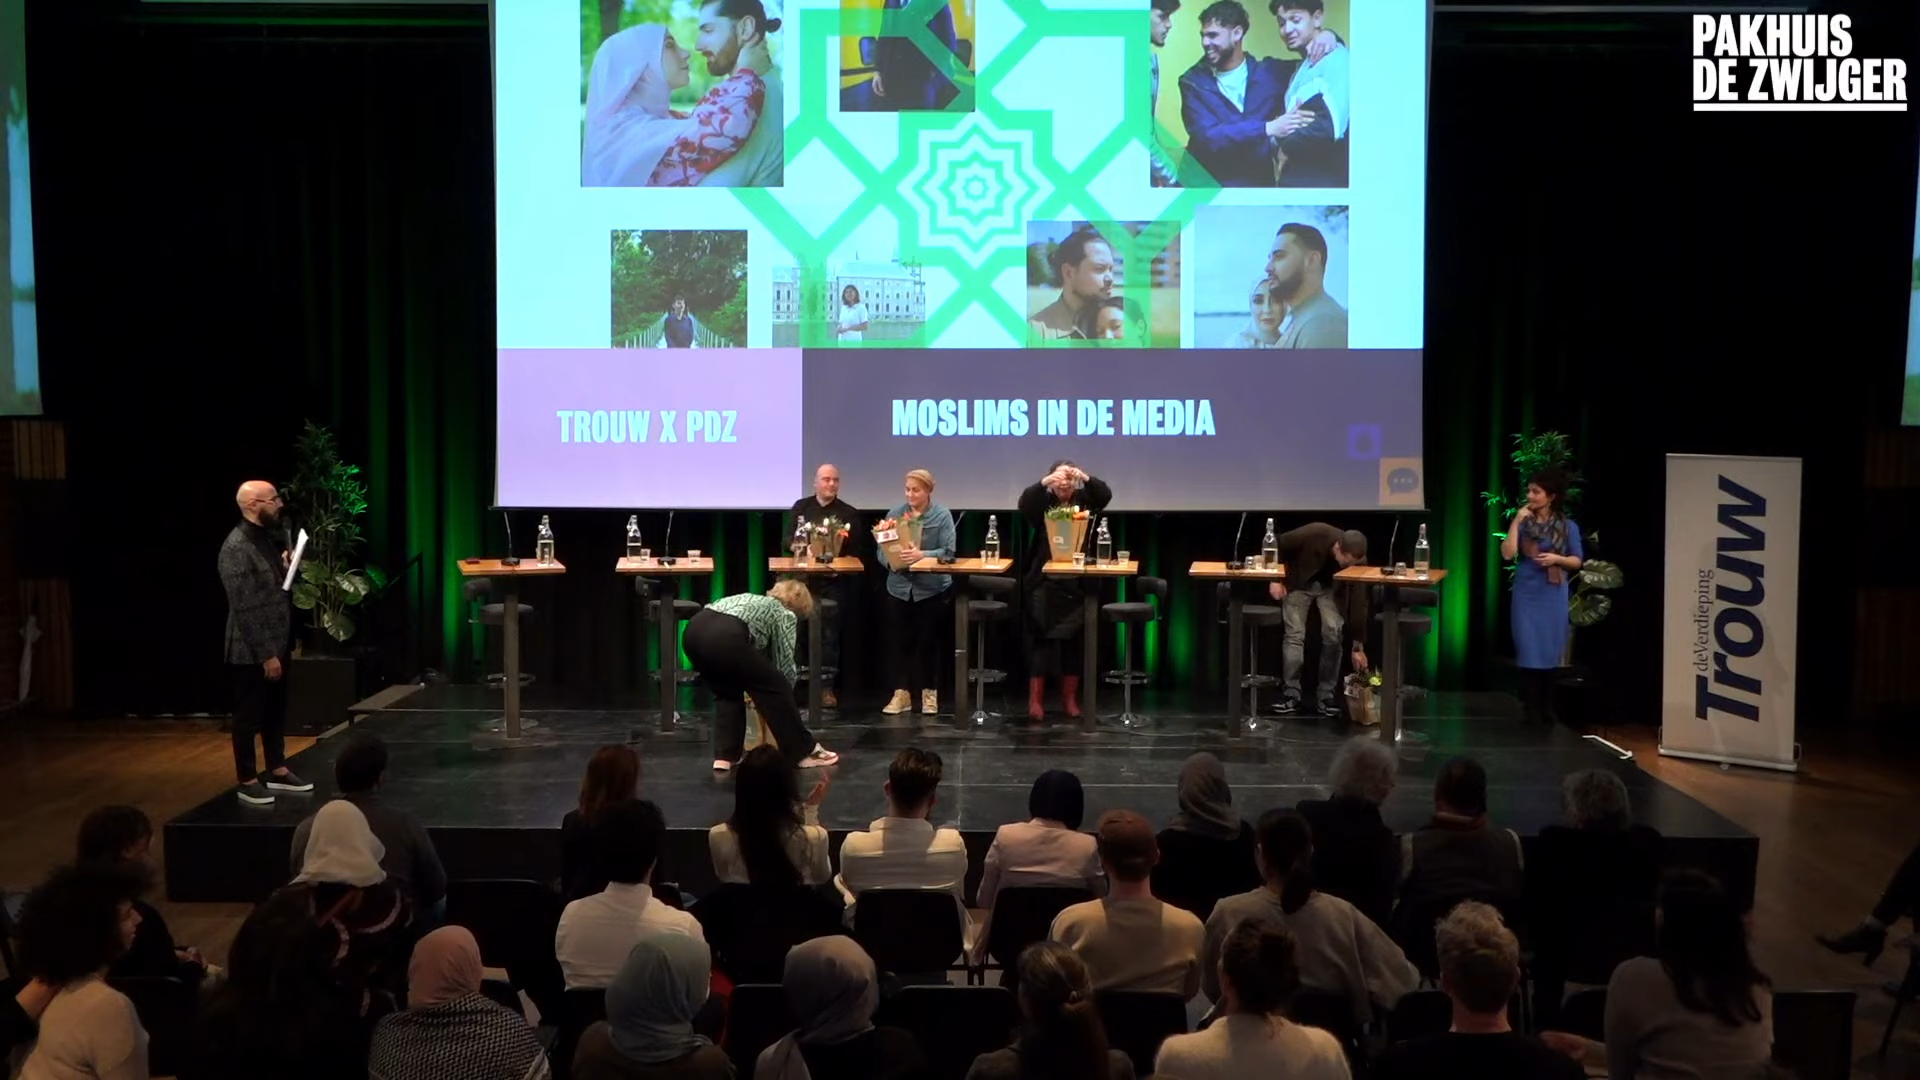 PAKHUIS
DE ZWIJGER
TROUW X PDZ
MOSLIMS IN DE MEDIA
deVerdieping
Trouw